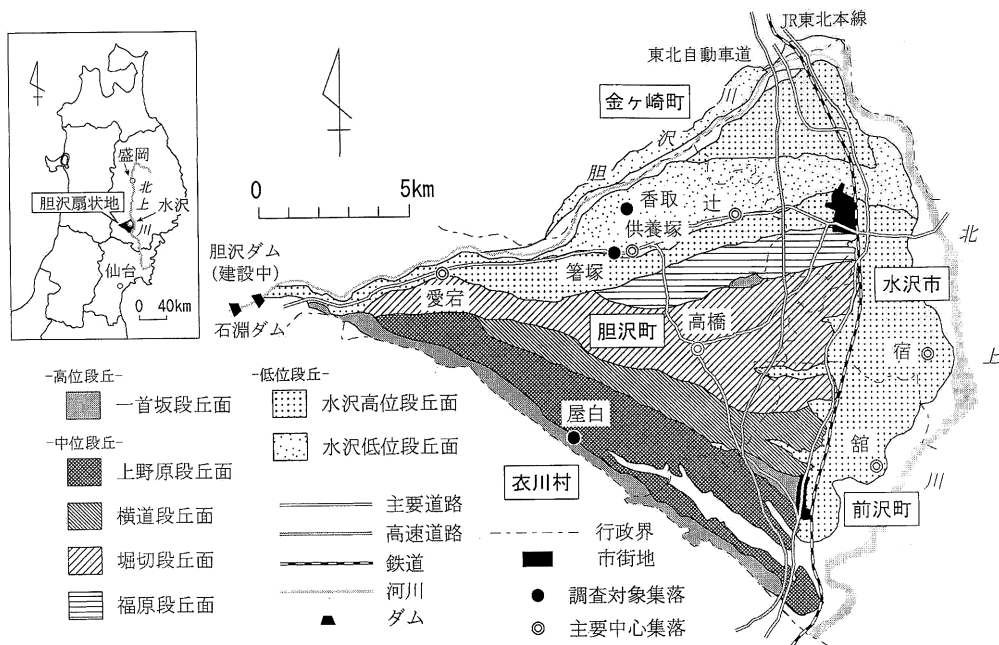 盛岡
北
上
川
胆沢扇状地
水沢
仙台
0 40km
JR東北本線
東北自動車道
金ヶ崎町
胆
沢
川
0 5km
香取
辻
供養塚
箸塚
北
上
川
胆沢ダム
(建設中)
石淵ダム
愛宕
水沢市
胆沢町
高橋
宿
屋白
舘
衣川村
前沢町
-高位段丘-
一首坂段丘面
-中位段丘-
上野原段丘面
横道段丘面
堀切段丘面
福原段丘面
-低位段丘-
水沢高位段丘面
水沢低位段丘面
主要道路
高速道路
鉄道
河川
ダム
行政界
市街地
調査対象集落
主要中心集落